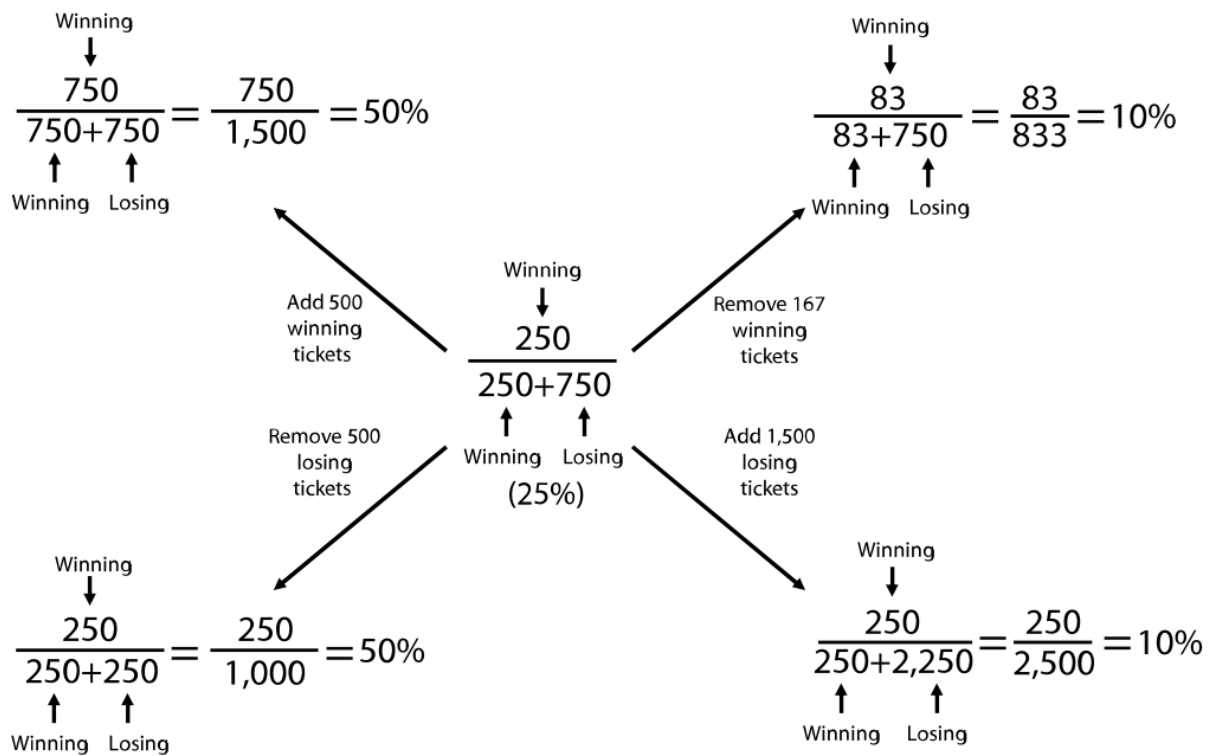 Winning
750
750+750
=
750
1,500
=50%
Winning Losing
Winning
83
83+750
=
83
833
=10%
Winning Losing
Add 500
winning
tickets
Winning
250
250+750
Winning Losing
(25%)
Remove 167
winning
tickets
Remove 500
losing
tickets
Add 1,500
losing
tickets
Winning
250
250+250
=
250
1,000
=50%
Winning Losing
Winning
250
250+2,250
=
250
2,500
=10%
Winning Losing